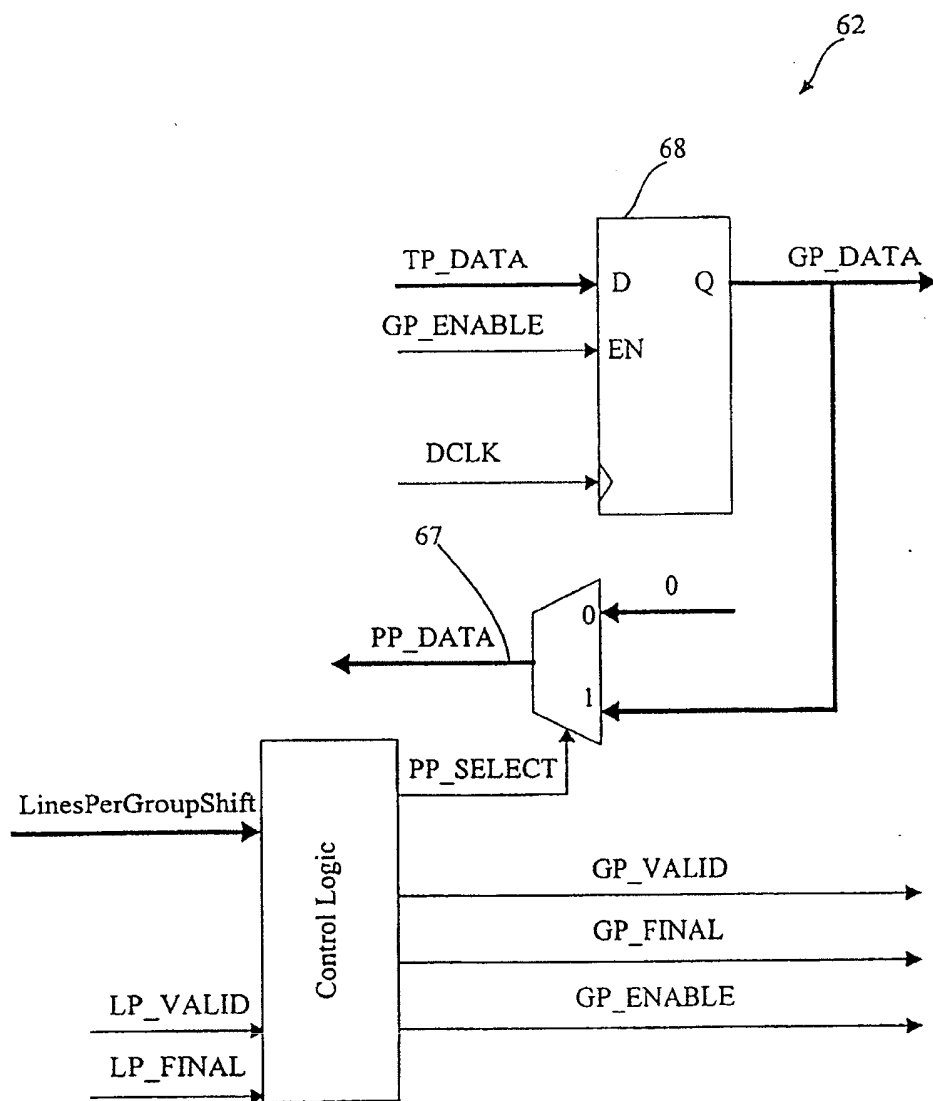 62
68
TP_DATA
D
Q
GP_DATA
GP_ENABLE
EN
DCLK
67
0
0
PP_DATA
1
PP_SELECT
LinesPerGroupShift
Control Logic
GP_VALID
GP_FINAL
GP_ENABLE
LP_VALID
LP_FINAL